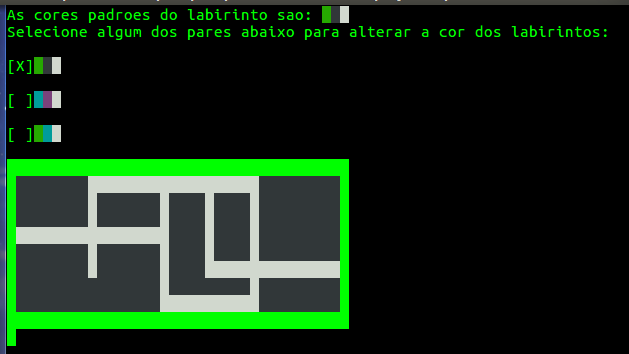 As cores padroes do labirinto sao:
Selecione algum dos pares abaixo para alterar a cor dos labirintos:
[X]
[ ]
[ ]